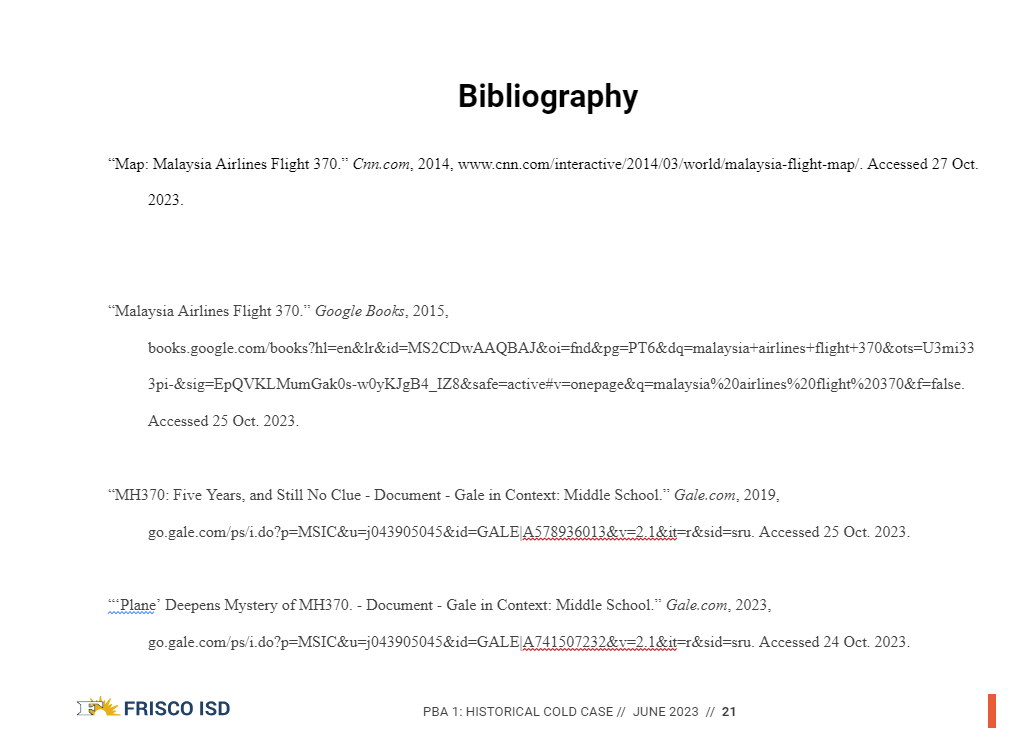 Bibliography
“Map: Malaysia Airlines Flight 370.” Cnn.com, 2014, www.cnn.com/interactive/2014/03/world/malaysia-flight-map/. Accessed 27 Oct.
2023.
“Malaysia Airlines Flight 370.” Google Books, 2015,
books.google.com/books?hl=en&lr&id=MS2CDwAAQBAJ&oi=fnd&pg=PT6&dq=malaysia+airlines+flight+370&ots=U3mi33
3pi-&sig=EpQVKLMumGak0s-w0yKJgB4_IZ8&safe=active#v=onepage&q=malaysia%20airlines%20flight%20370&f=false.
Accessed 25 Oct. 2023.
“MH370: Five Years, and Still No Clue - Document - Gale in Context: Middle School.” Gale.com, 2019,
go.gale.com/ps/i.do?p=MSIC&u=j043905045&id=GALE|A578936013&v=2.1&it=r&sid=sru. Accessed 25 Oct. 2023.
“‘Plane’ Deepens Mystery of MH370. - Document - Gale in Context: Middle School.” Gale.com, 2023,
go.gale.com/ps/i.do?p=MSIC&u=j043905045&id=GALE|A741507232&v=2.1&it=r&sid=sru. Accessed 24 Oct. 2023.
F FRISCO ISD
PBA 1: HISTORICAL COLD CASE // JUNE 2023 // 21